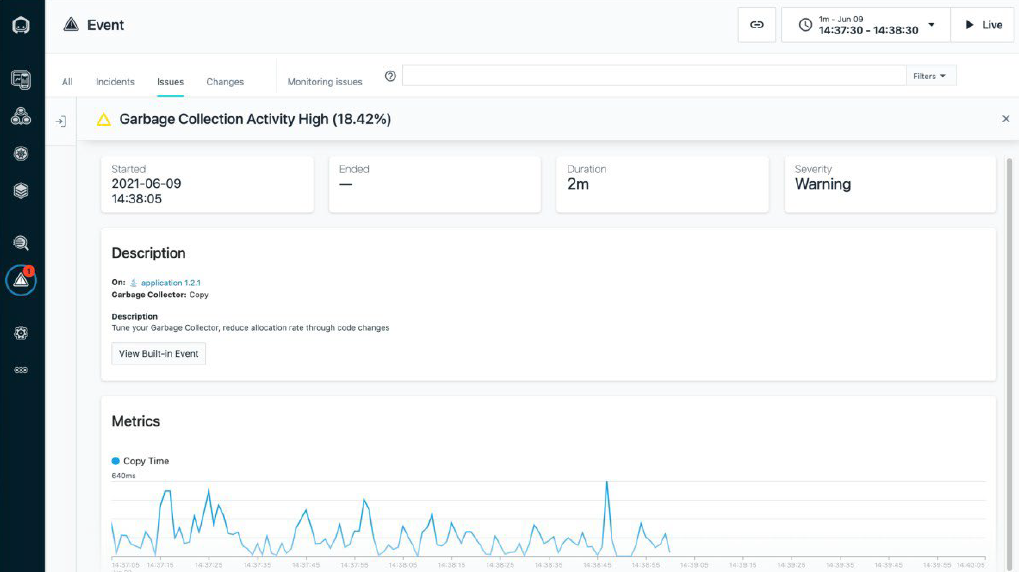 Event
1m - Jun 09
14:37:30 - 14:38:30
Live
All
Incidents
Issues
Changes
Monitoring issues
Filters
Garbage Collection Activity High (18.42%)
Started
2021-06-09
14:38:05
Ended
—
Duration
2m
Severity
Warning
1
Description
On: application 1.2.1
Garbage Collector: Copy
Description
Tune your Garbage Collector, reduce allocation rate through code changes
View Built-in Event
Metrics
Copy Time
640ms
14:37:05 14:37:15 14:37:25 14:37:35 14:37:45 14:37:55 14:38:05 14:38:15 14:38:25 14:38:35 14:38:45 14:38:55 14:39:05 14:39:15 14:39:25 14:39:35 14:39:45 14:39:55 14:40:05